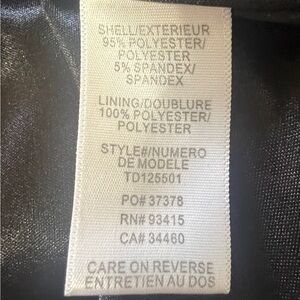 SHELL/EXTERIEUR
95% POLYESTER/
POLYESTER
5% SPANDEX/
SPANDEX
LINING/DOUBLURE
100% POLYESTER/
POLYESTER
STYLE#/NUMERO
DE MODELE
TD125501
PO# 37378
RN# 93415
CA# 34460
CARE ON REVERSE
ENTRETIEN AU DOS